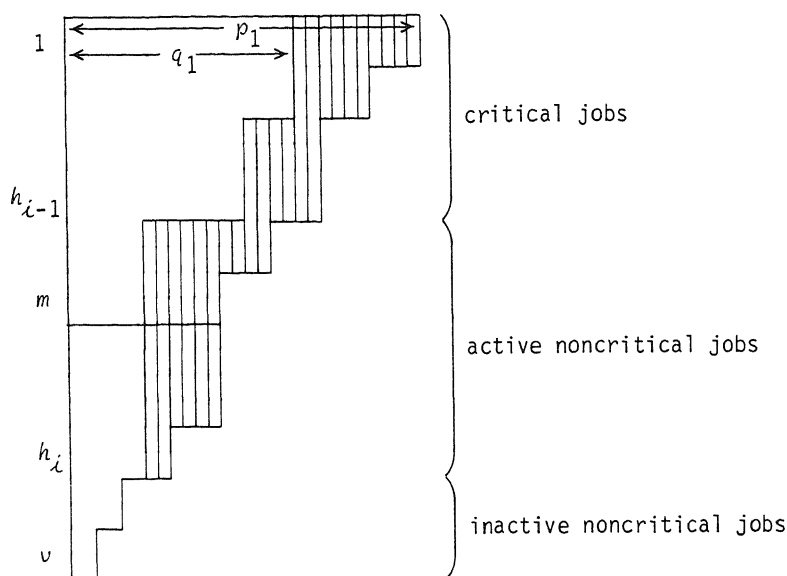 p₁
1
q₁
critical jobs
hᵢ₋₁
m
active noncritical jobs
hᵢ
inactive noncritical jobs
ν